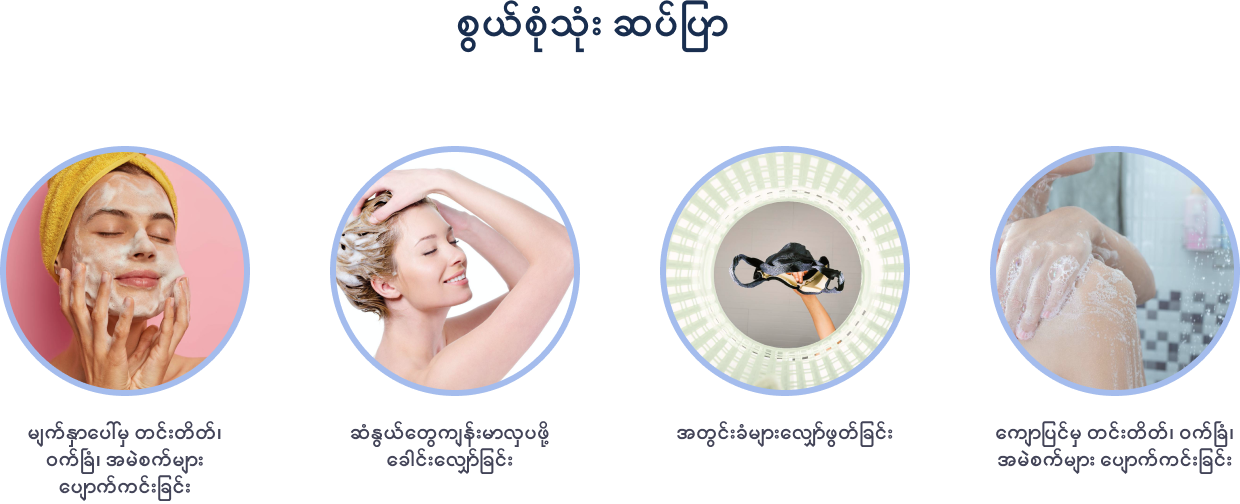 စွယ်စုံသုံး ဆပ်ပြာ
မျက်နှာပေါ်မှ တင်းတိတ်၊
ဝက်ခြံ၊ အမဲစက်များ
ပျောက်ကင်းခြင်း
ဆံနွယ်တွေကျန်းမာလှပဖို့
ခေါင်းလျှော်ခြင်း
အတွင်းခံများလျှော်ဖွတ်ခြင်း
ကျောပြင်မှ တင်းတိတ်၊ ဝက်ခြံ၊
အမဲစက်များ ပျောက်ကင်းခြင်း